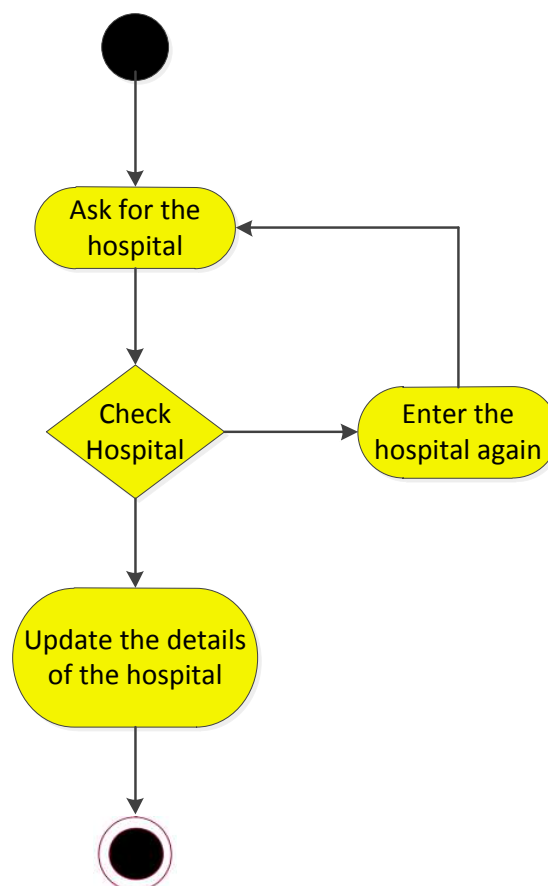 Ask for the
hospital
Check
Hospital
Enter the
hospital again
Update the details
of the hospital